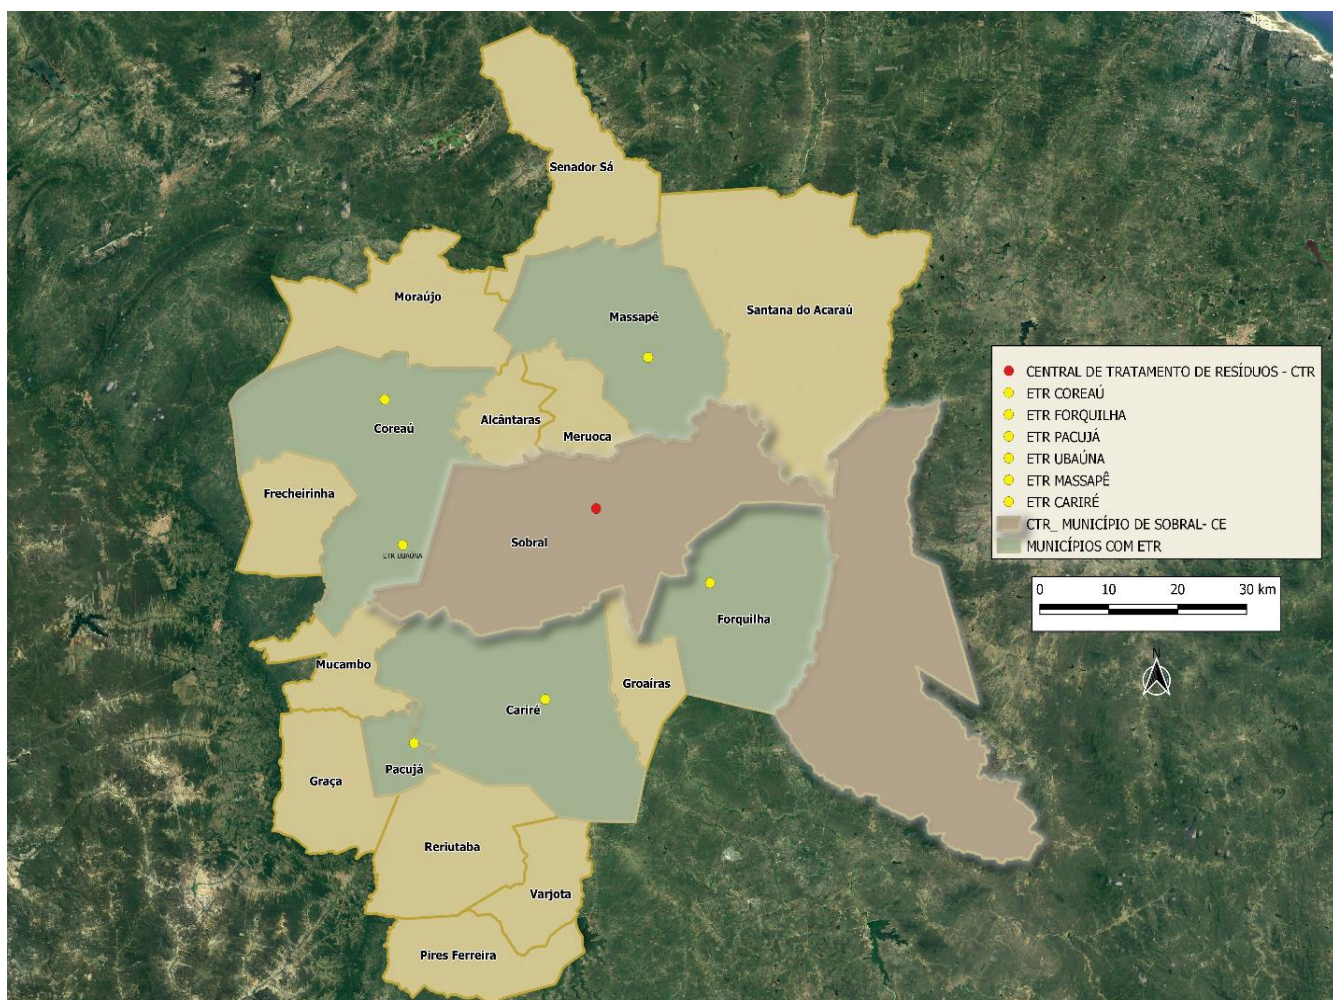 Senador Sá
Moraújo
Massapê
Santana do Acaraú
Alcântaras
Coreaú
Meruoca
Frecheirinha
Sobral
ETR UBAÚNA
Forquilha
Mucambo
Groaíras
Cariré
Pacujá
Graça
Reriutaba
Varjota
Pires Ferreira
CENTRAL DE TRATAMENTO DE RESÍDUOS - CTR
ETR COREAÚ
ETR FORQUILHA
ETR PACUJÁ
ETR UBAÚNA
ETR MASSAPÊ
ETR CARIRÉ
CTR_ MUNICÍPIO DE SOBRAL- CE
MUNICÍPIOS COM ETR
0 10 20 30 km
N